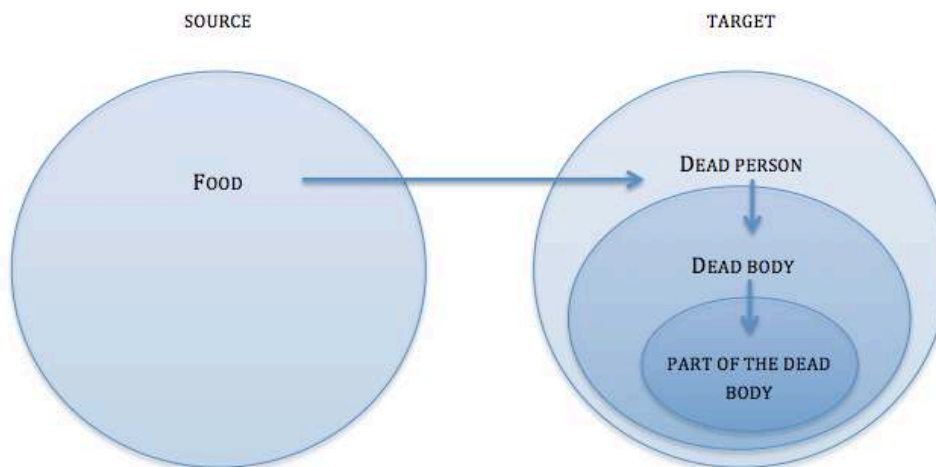 SOURCE
TARGET
FOOD
DEAD PERSON
DEAD BODY
PART OF THE DEAD
BODY